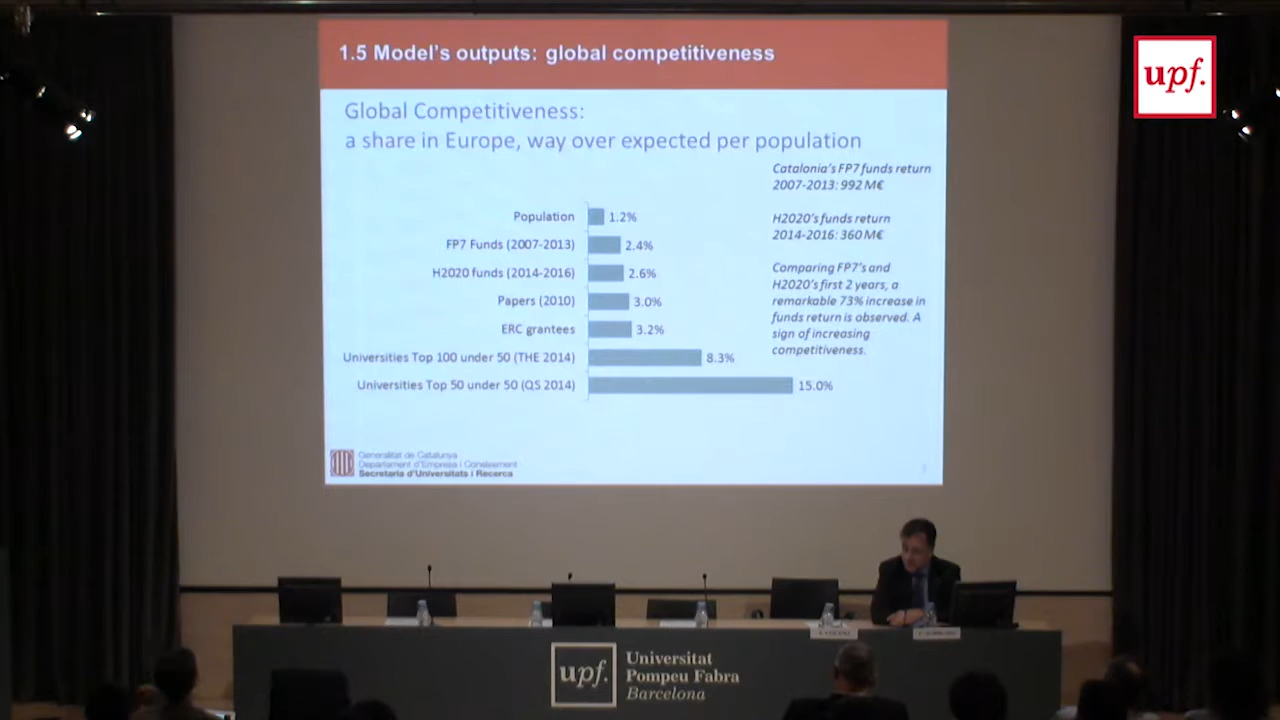 1.5 Model's outputs: global competitiveness
upf.
Global Competitiveness:
a share in Europe, way over expected per population
Catalonia's FP7 funds return
2007-2013: 992 M€
H2020's funds return
2014-2016: 360 M€
Comparing FP7's and
H2020's first 2 years, a
remarkable 73% increase in
funds return is observed. A
sign of increasing
competitiveness.
Population 1.2%
FP7 Funds (2007-2013) 2.4%
H2020 funds (2014-2016) 2.6%
Papers (2010) 3.0%
ERC grantees 3.2%
Universities Top 100 under 50 (THE 2014) 8.3%
Universities Top 50 under 50 (QS 2014) 15.0%
Generalitat de Catalunya
Departament d'Empresa i Coneixement
Secretaria d'Universitats i Recerca
upf.
Universitat
Pompeu Fabra
Barcelona